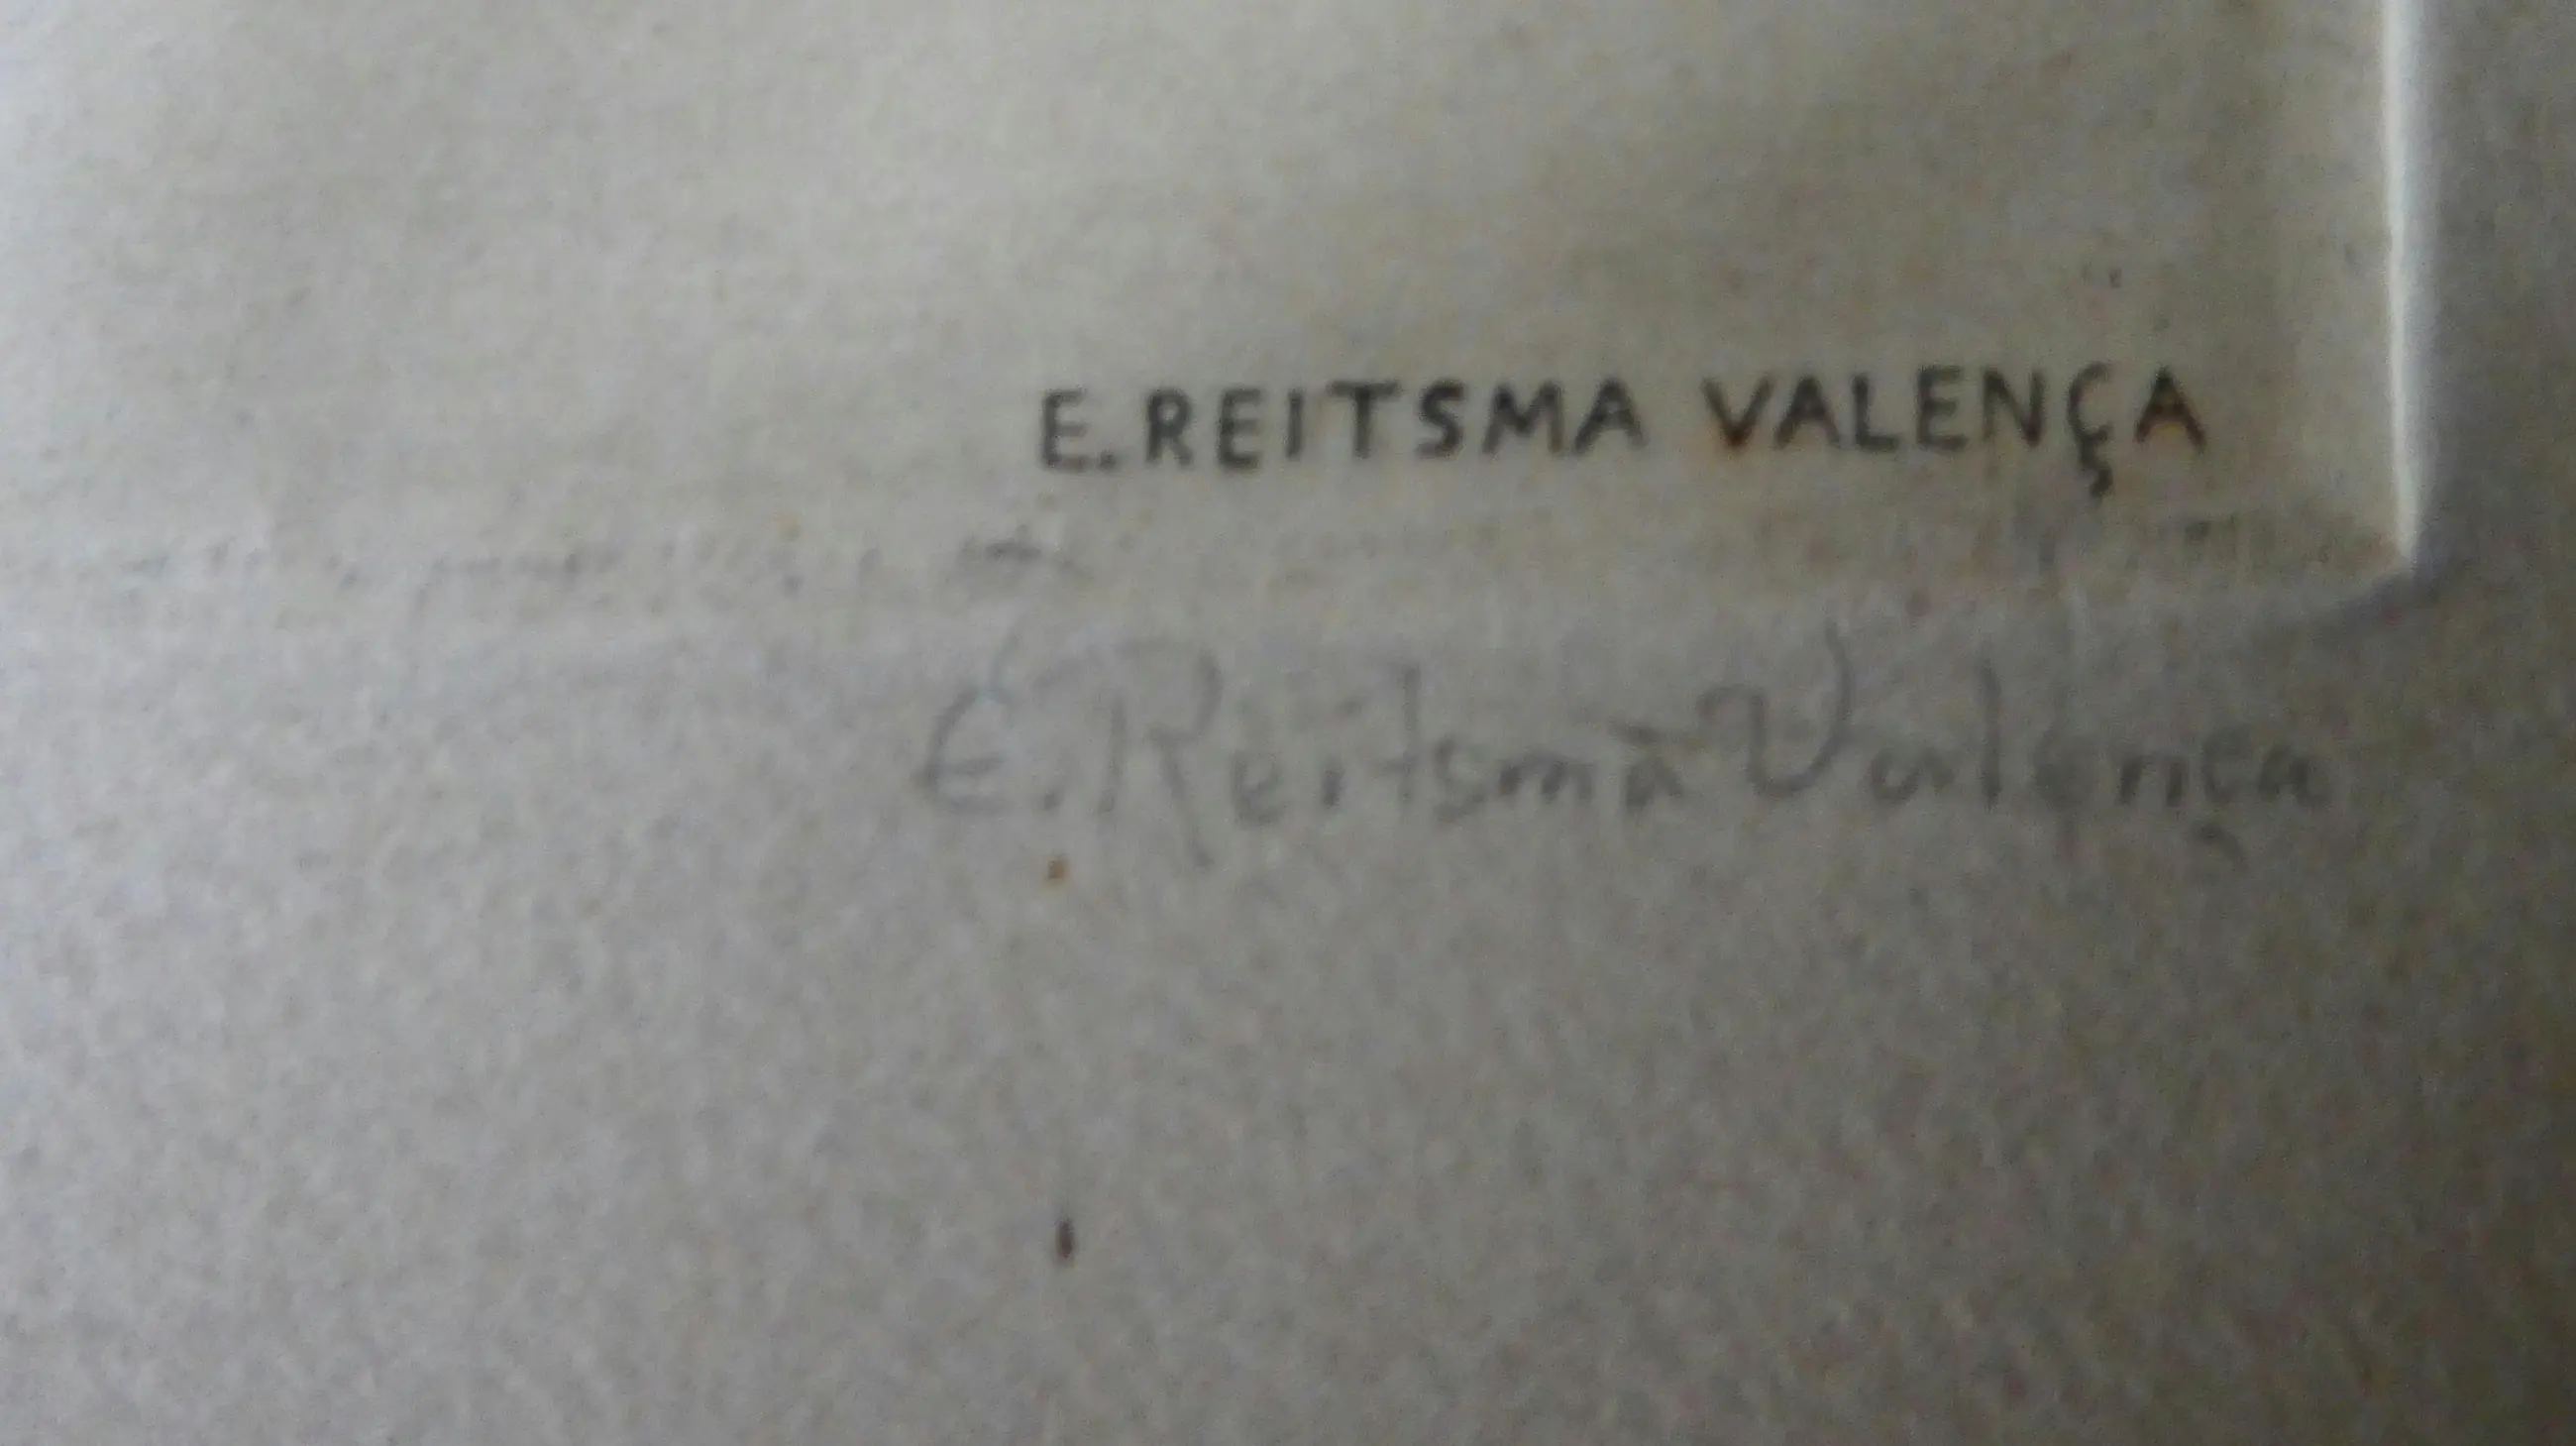 E. REITSMA VALENÇA
E. Reitsma-Valença